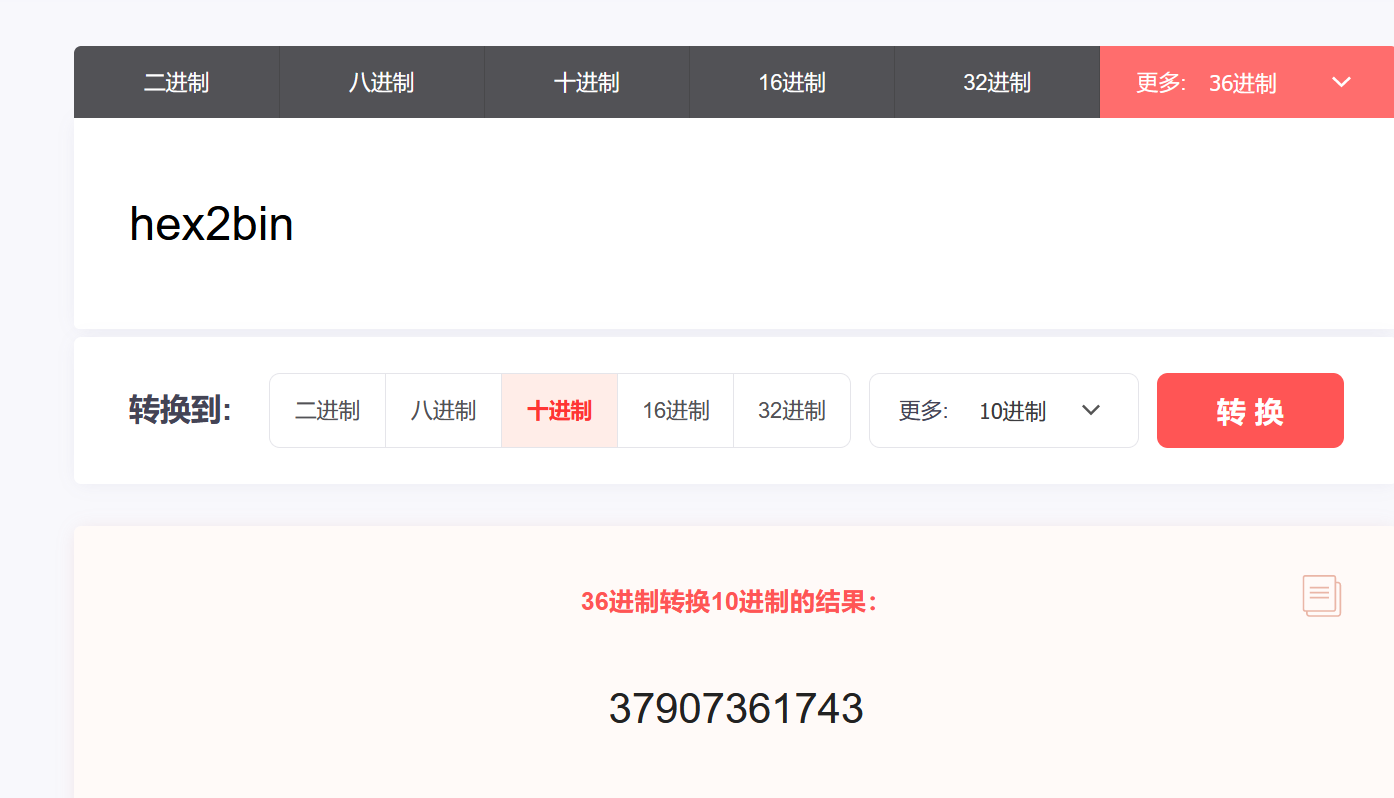 二进制 八进制 十进制 16进制 32进制 更多: 36进制
hex2bin
转换到: 二进制 八进制 十进制 16进制 32进制 更多: 10进制 转 换
36进制转换10进制的结果：
37907361743